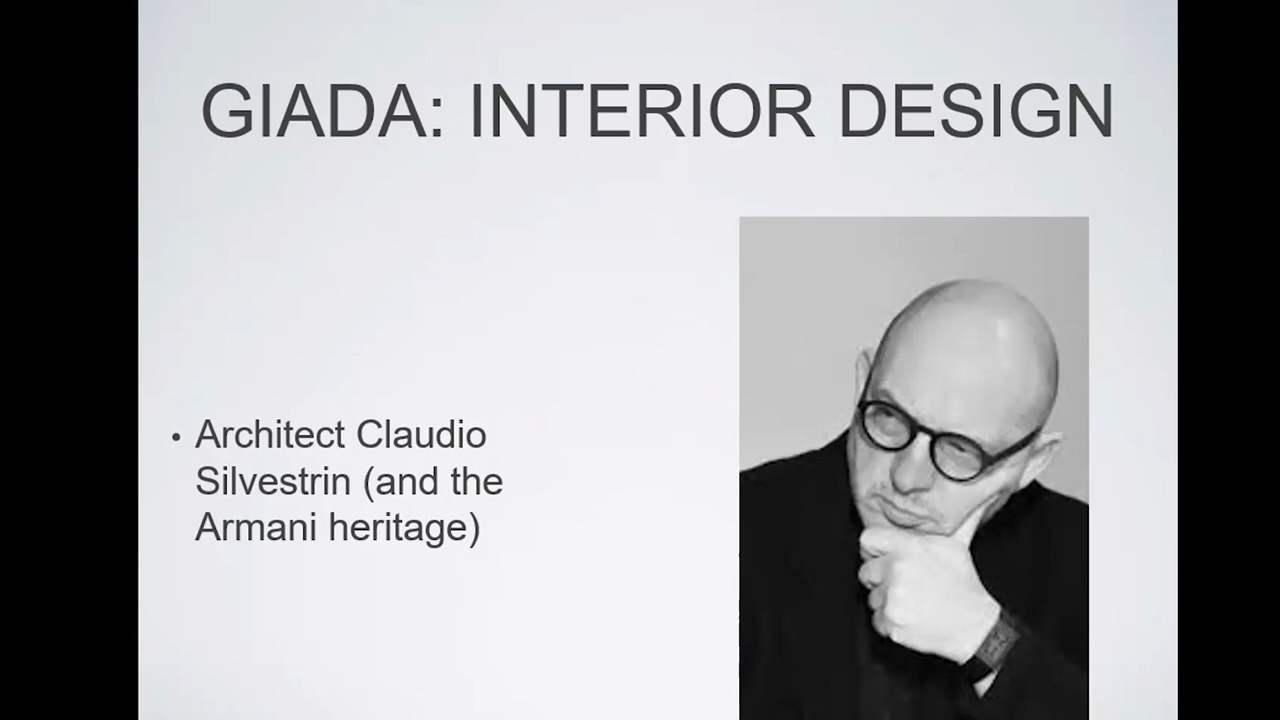 GIADA: INTERIOR DESIGN
• Architect Claudio
Silvestrin (and the
Armani heritage)